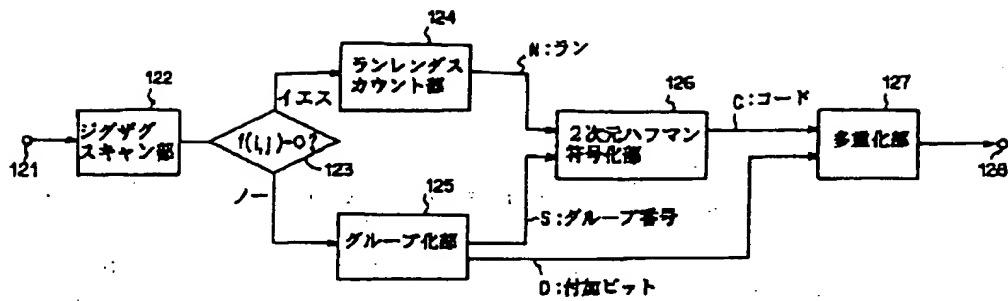 121
122
ジグザグ
スキャン部
f(i,j)=0?
123
イエス
ノー
124
ランレングス
カウント部
N:ラン
125
グループ化部
S:グループ番号
D:付加ビット
126
2次元ハフマン
符号化部
C:コード
127
多重化部
128